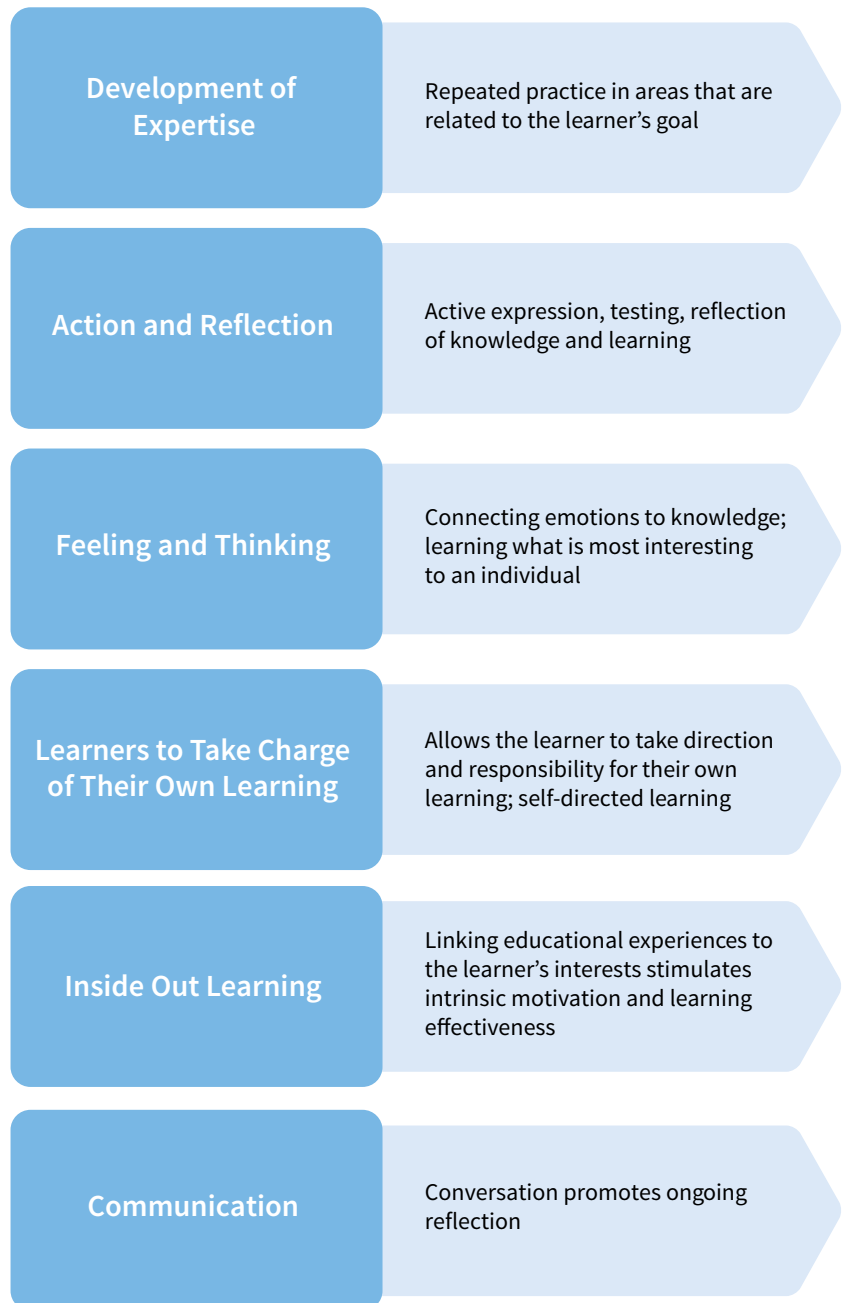 Development of
Expertise
Repeated practice in areas that are
related to the learner’s goal
Action and Reflection
Active expression, testing, reflection
of knowledge and learning
Feeling and Thinking
Connecting emotions to knowledge;
learning what is most interesting
to an individual
Learners to Take Charge
of Their Own Learning
Allows the learner to take direction
and responsibility for their own
learning; self-directed learning
Inside Out Learning
Linking educational experiences to
the learner’s interests stimulates
intrinsic motivation and learning
effectiveness
Communication
Conversation promotes ongoing
reflection